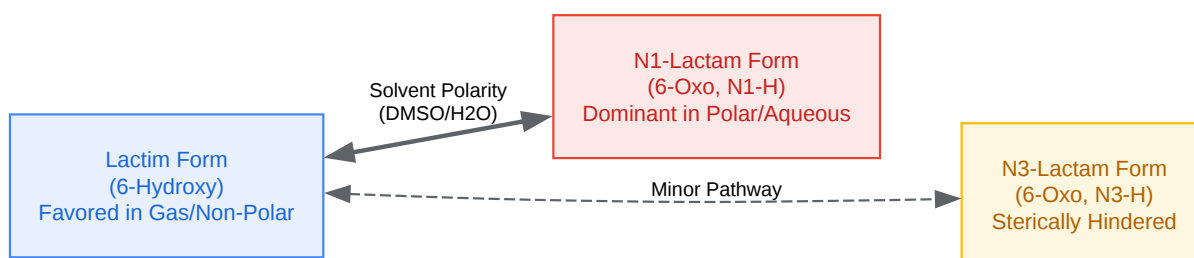 Lactim Form
(6-Hydroxy)
Favored in Gas/Non-Polar
Solvent Polarity
(DMSO/H2O)
N1-Lactam Form
(6-Oxo, N1-H)
Dominant in Polar/Aqueous
Minor Pathway
N3-Lactam Form
(6-Oxo, N3-H)
Sterically Hindered